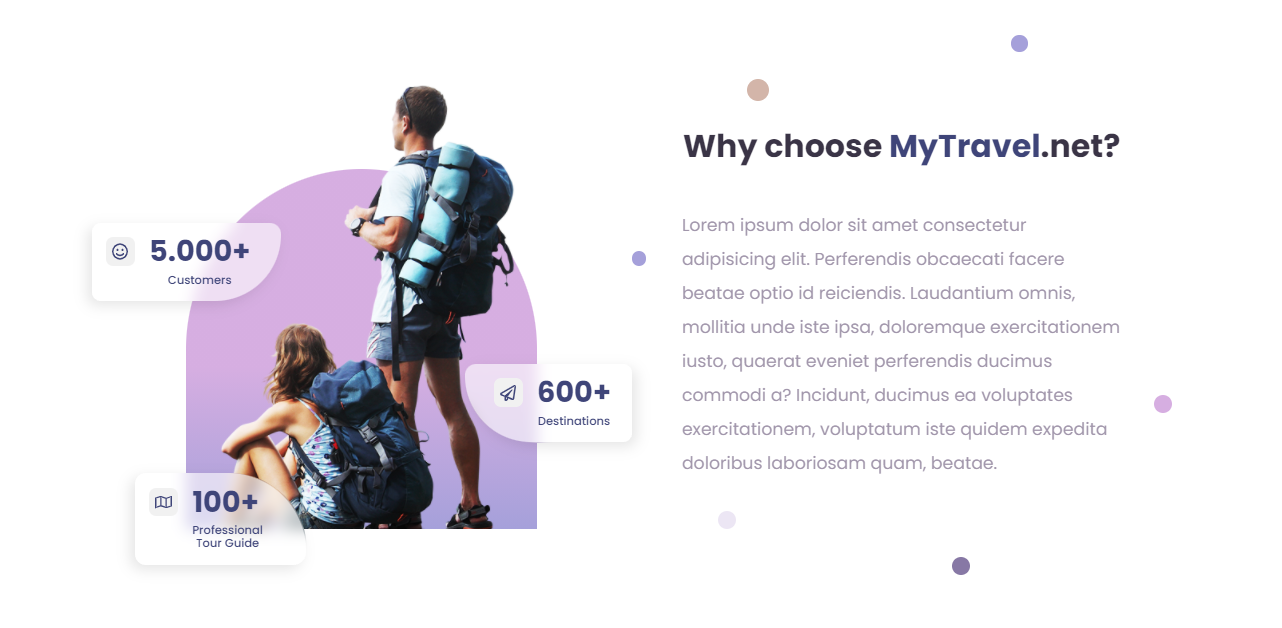 Why choose MyTravel.net?
5.000+
Customers
600+
Destinations
100+
Professional
Tour Guide
Lorem ipsum dolor sit amet consectetur
adipisicing elit. Perferendis obcaecati facere
beatae optio id reiciendis. Laudantium omnis,
mollitia unde iste ipsa, doloremque exercitationem
iusto, quaerat eveniet perferendis ducimus
commodi a? Incidunt, ducimus ea voluptates
exercitationem, voluptatum iste quidem expedita
doloribus laboriosam quam, beatae.